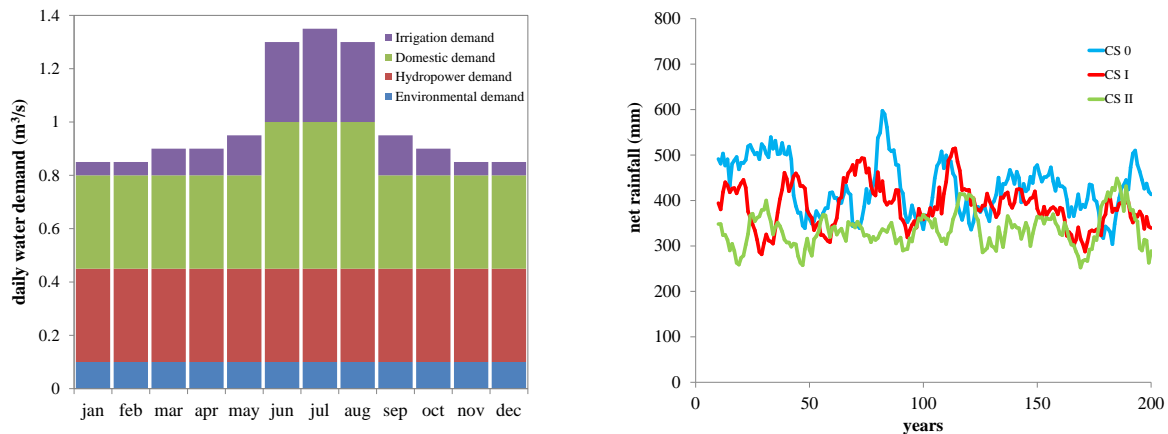 daily water demand (m³/s)
1.4
1.2
1
0.8
0.6
0.4
0.2
0
Irrigation demand
Domestic demand
Hydropower demand
Environmental demand
jan feb mar apr may jun jul aug sep oct nov dec
net rainfall (mm)
800
700
600
500
400
300
200
100
0
CS 0
CS I
CS II
0 50 100 150 200
years